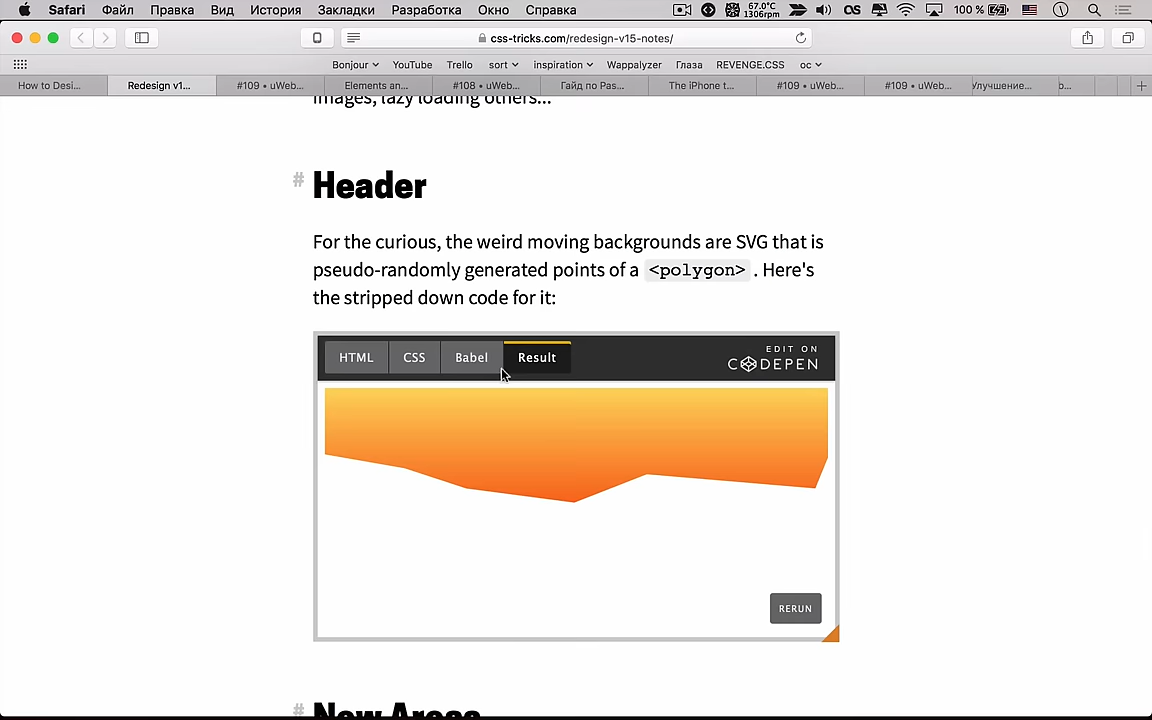 Safari Файл Правка Вид История Закладки Разработка Окно Справка 67.0°C 1306rpm 100 %
css-tricks.com/redesign-v15-notes/
Bonjour YouTube Trello sort inspiration Wappalyzer Глаза REVENGE.CSS ос
How to Desi... Redesign v1... #109 • uWeb... Elements an... #108 • uWeb... Гайд по Pas... The iPhone t... #109 • uWeb... #109 • uWeb... Улучшение... b...
images, lazy loading others...
# Header
For the curious, the weird moving backgrounds are SVG that is
pseudo-randomly generated points of a <polygon> . Here's
the stripped down code for it:
HTML CSS Babel Result EDIT ON
CODEPEN
RERUN
# New Areas